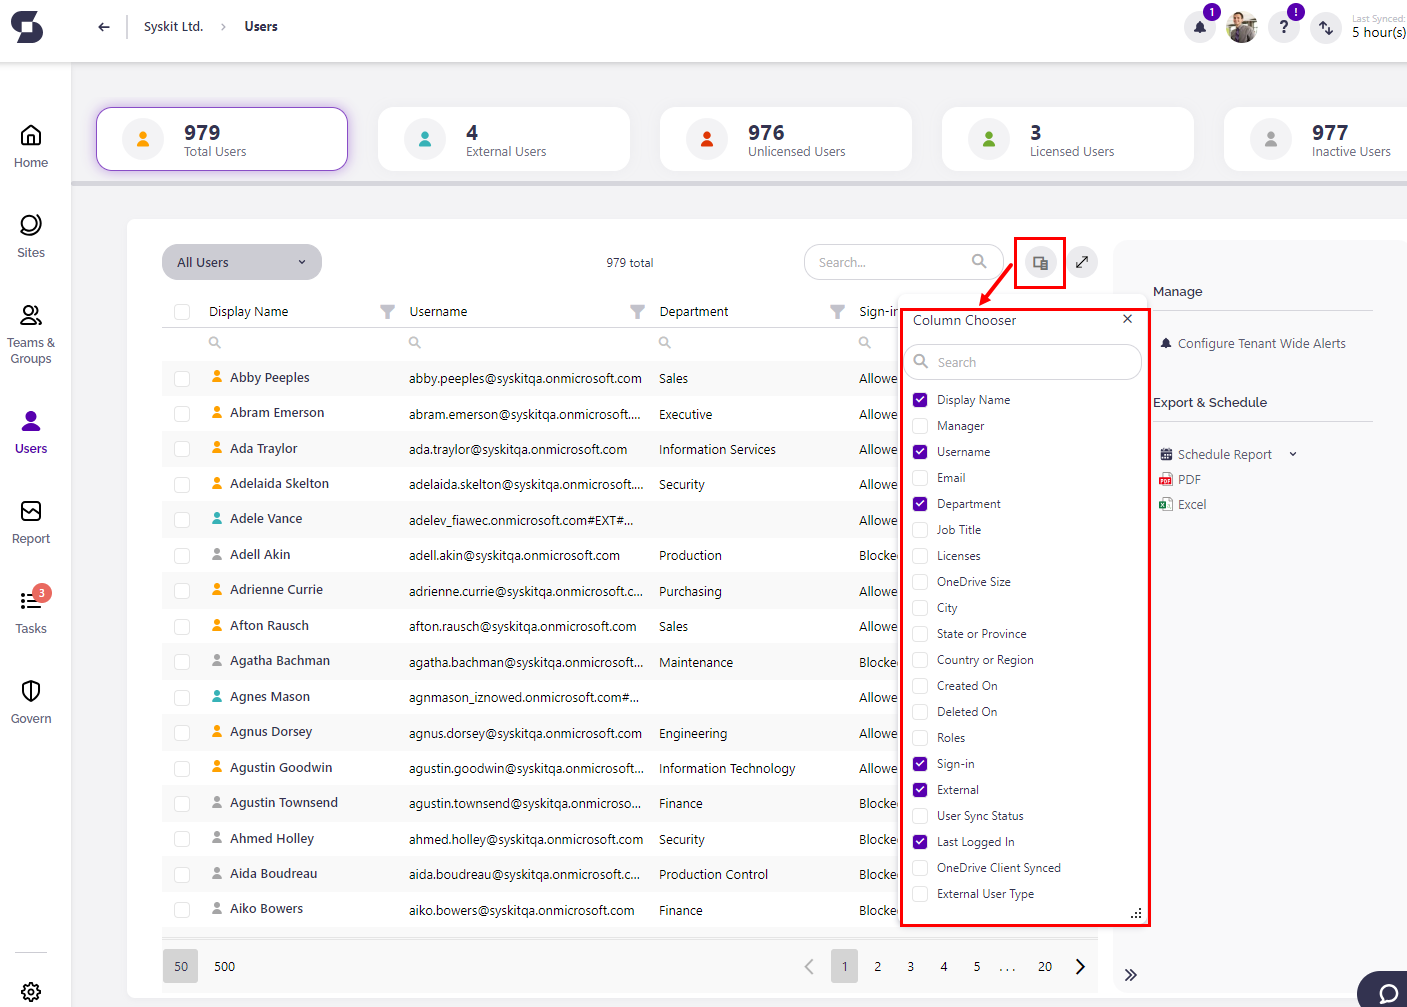 Syskit Ltd. > Users
1
!
?
Last Synced:
5 hour(s)
979
Total Users
4
External Users
976
Unlicensed Users
3
Licensed Users
977
Inactive Users
Home
Sites
Teams &
Groups
Users
Report
3
Tasks
Govern
All Users
979 total
Search...
Display Name Username Department Sign-in
Abby Peeples abby.peeples@syskitqa.onmicrosoft.com Sales Allowe
Abram Emerson abram.emerson@syskitqa.onmicrosoft.... Executive Allowe
Ada Traylor ada.traylor@syskitqa.onmicrosoft.com Information Services Allowe
Adelaida Skelton adelaida.skelton@syskitqa.onmicrosoft.... Security Allowe
Adele Vance adelev_fiawec.onmicrosoft.com#EXT#... Allowe
Adell Akin adell.akin@syskitqa.onmicrosoft.com Production Blocke
Adrienne Currie adrienne.currie@syskitqa.onmicrosoft.c... Purchasing Allowe
Afton Rausch afton.rausch@syskitqa.onmicrosoft.com Sales Allowe
Agatha Bachman agatha.bachman@syskitqa.onmicrosoft... Maintenance Blocke
Agnes Mason agnmason_iznowed.onmicrosoft.com#... Allowe
Agnus Dorsey agnus.dorsey@syskitqa.onmicrosoft.com Engineering Allowe
Agustin Goodwin agustin.goodwin@syskitqa.onmicrosoft... Information Technology Allowe
Agustin Townsend agustin.townsend@syskitqa.onmicroso... Finance Blocke
Ahmed Holley ahmed.holley@syskitqa.onmicrosoft.com Security Blocke
Aida Boudreau aida.boudreau@syskitqa.onmicrosoft.c... Production Control Blocke
Aiko Bowers aiko.bowers@syskitqa.onmicrosoft.com Finance Blocke
50 500
1 2 3 4 5 ... 20
Column Chooser
Search
Display Name
Manager
Username
Email
Department
Job Title
Licenses
OneDrive Size
City
State or Province
Country or Region
Created On
Deleted On
Roles
Sign-in
External
User Sync Status
Last Logged In
OneDrive Client Synced
External User Type
Manage
Configure Tenant Wide Alerts
Export & Schedule
Schedule Report
PDF
Excel